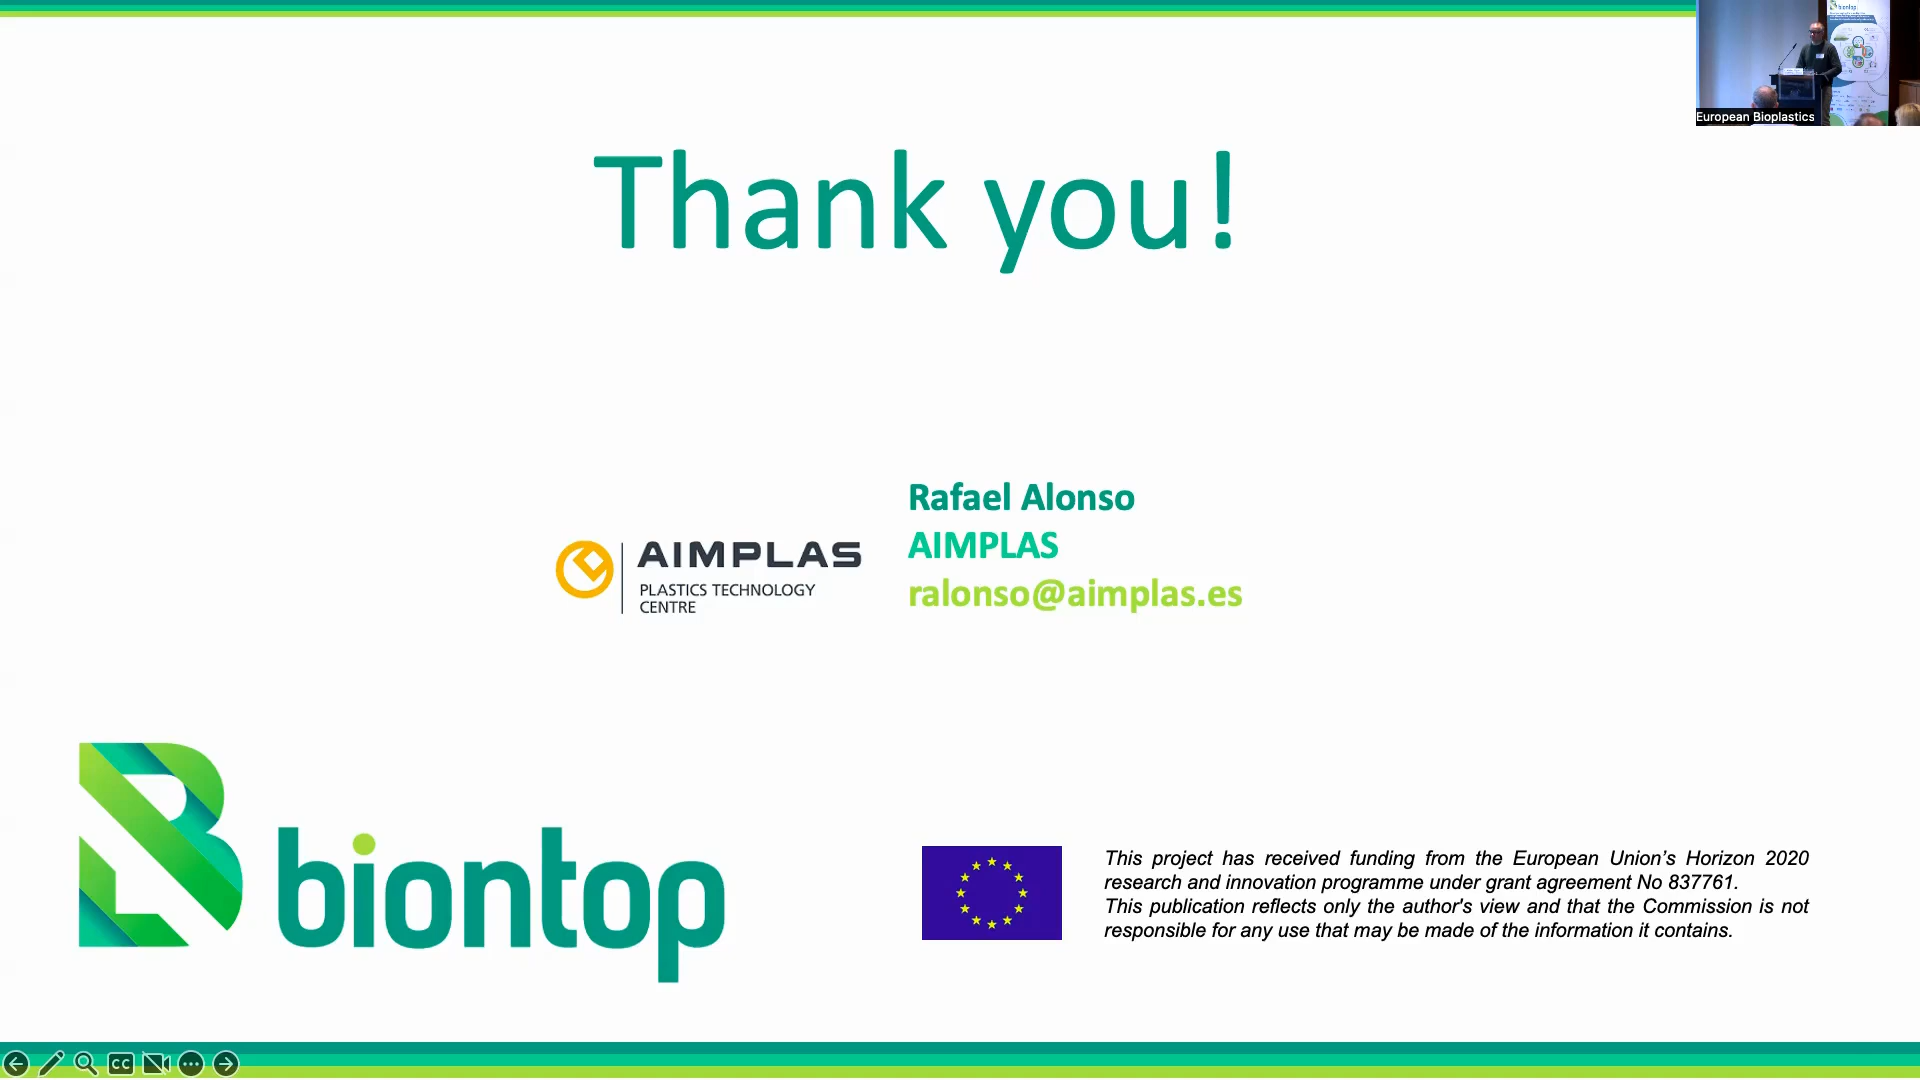 biontop
European Bioplastics
Thank you!
Rafael Alonso
AIMPLAS
ralonso@aimplas.es
AIMPLAS
PLASTICS TECHNOLOGY
CENTRE
biontop
This project has received funding from the European Union’s Horizon 2020
research and innovation programme under grant agreement No 837761.
This publication reflects only the author's view and that the Commission is not
responsible for any use that may be made of the information it contains.
CC